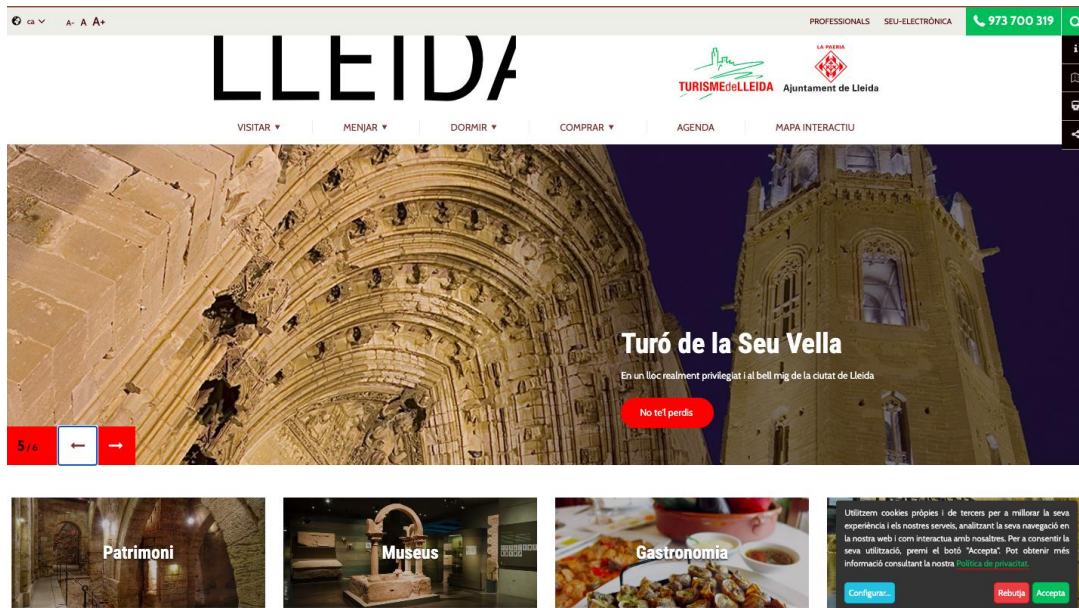 ca
A- A A+
PROFESSIONALS SEU-ELECTRÒNICA 973 700 319
LLEIDA
TURISMEdeLLEIDA
LA PAERIA
Ajuntament de Lleida
VISITAR MENJAR DORMIR COMPRAR AGENDA MAPA INTERACTIU
Turó de la Seu Vella
En un lloc realment privilegiat i al bell mig de la ciutat de Lleida
No te'l perdis
5/6
Patrimoni
Museus
Gastronomia
Utilitzem cookies pròpies i de tercers per a millorar la seva
experiència i els nostres serveis, analitzant la seva navegació en
la nostra web i com interactua amb nosaltres. Per a consentir la
seva utilització, premi el botó "Accepta". Pot obtenir més
informació consultant la nostra Política de privacitat.
Configurar... Rebutja Accepta